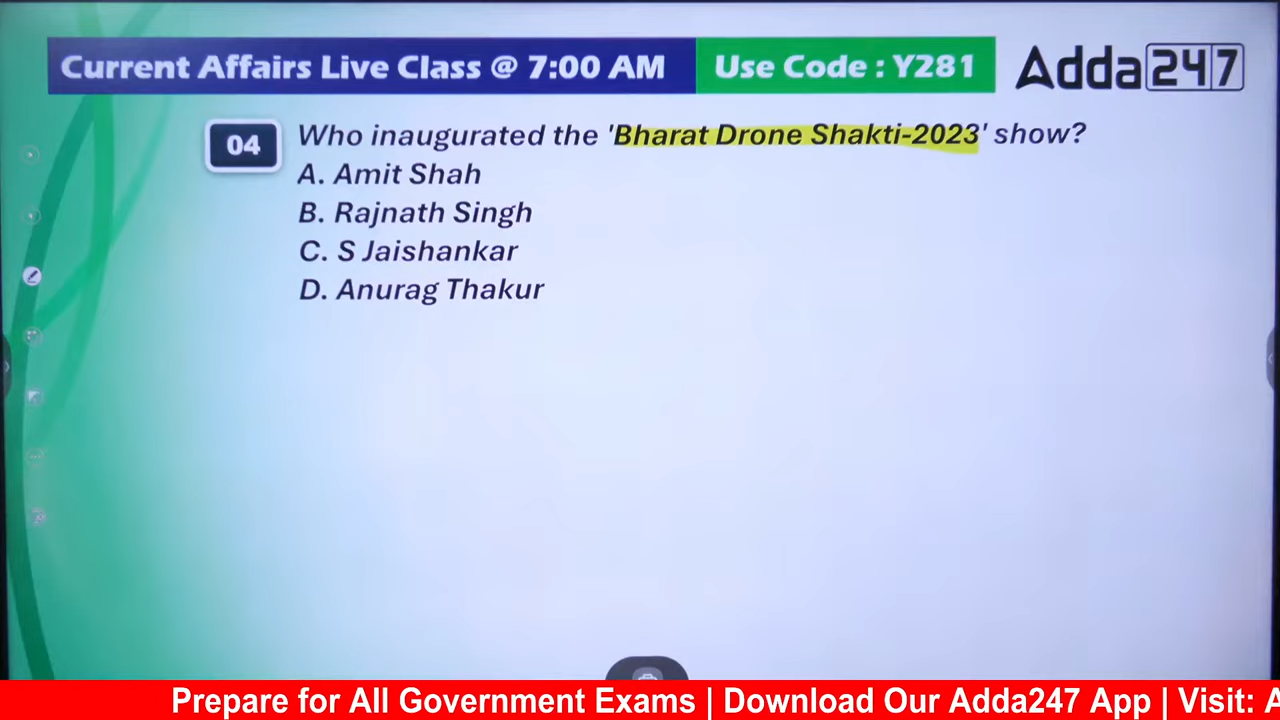 Current Affairs Live Class @ 7:00 AM
Use Code : Y281
Adda247
04
Who inaugurated the 'Bharat Drone Shakti-2023' show?
A. Amit Shah
B. Rajnath Singh
C. S Jaishankar
D. Anurag Thakur
Prepare for All Government Exams | Download Our Adda247 App | Visit: A